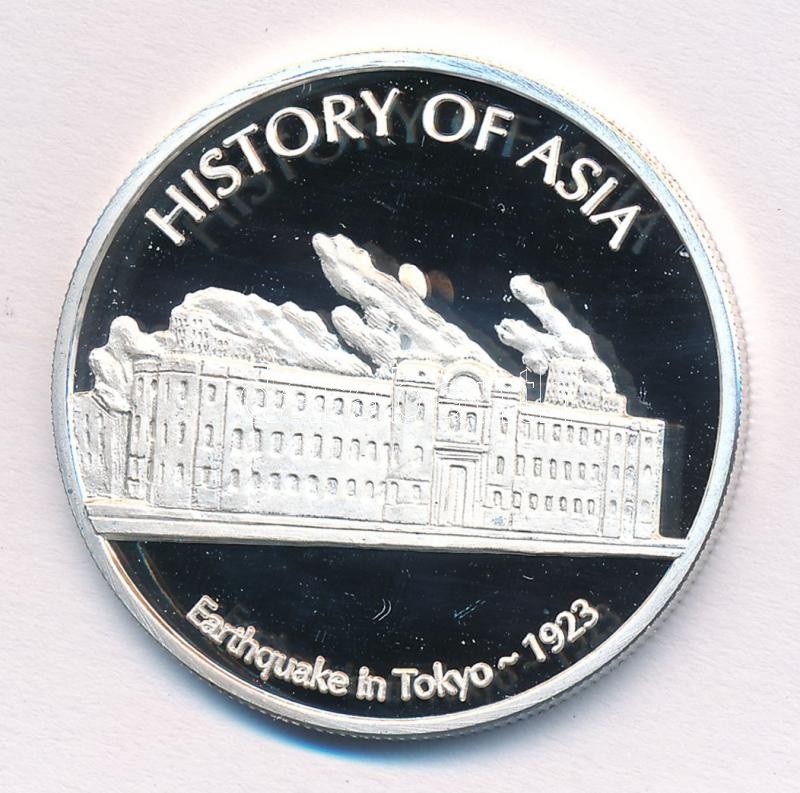 HISTORY OF ASIA
Earthquake in Tokyo ~ 1923